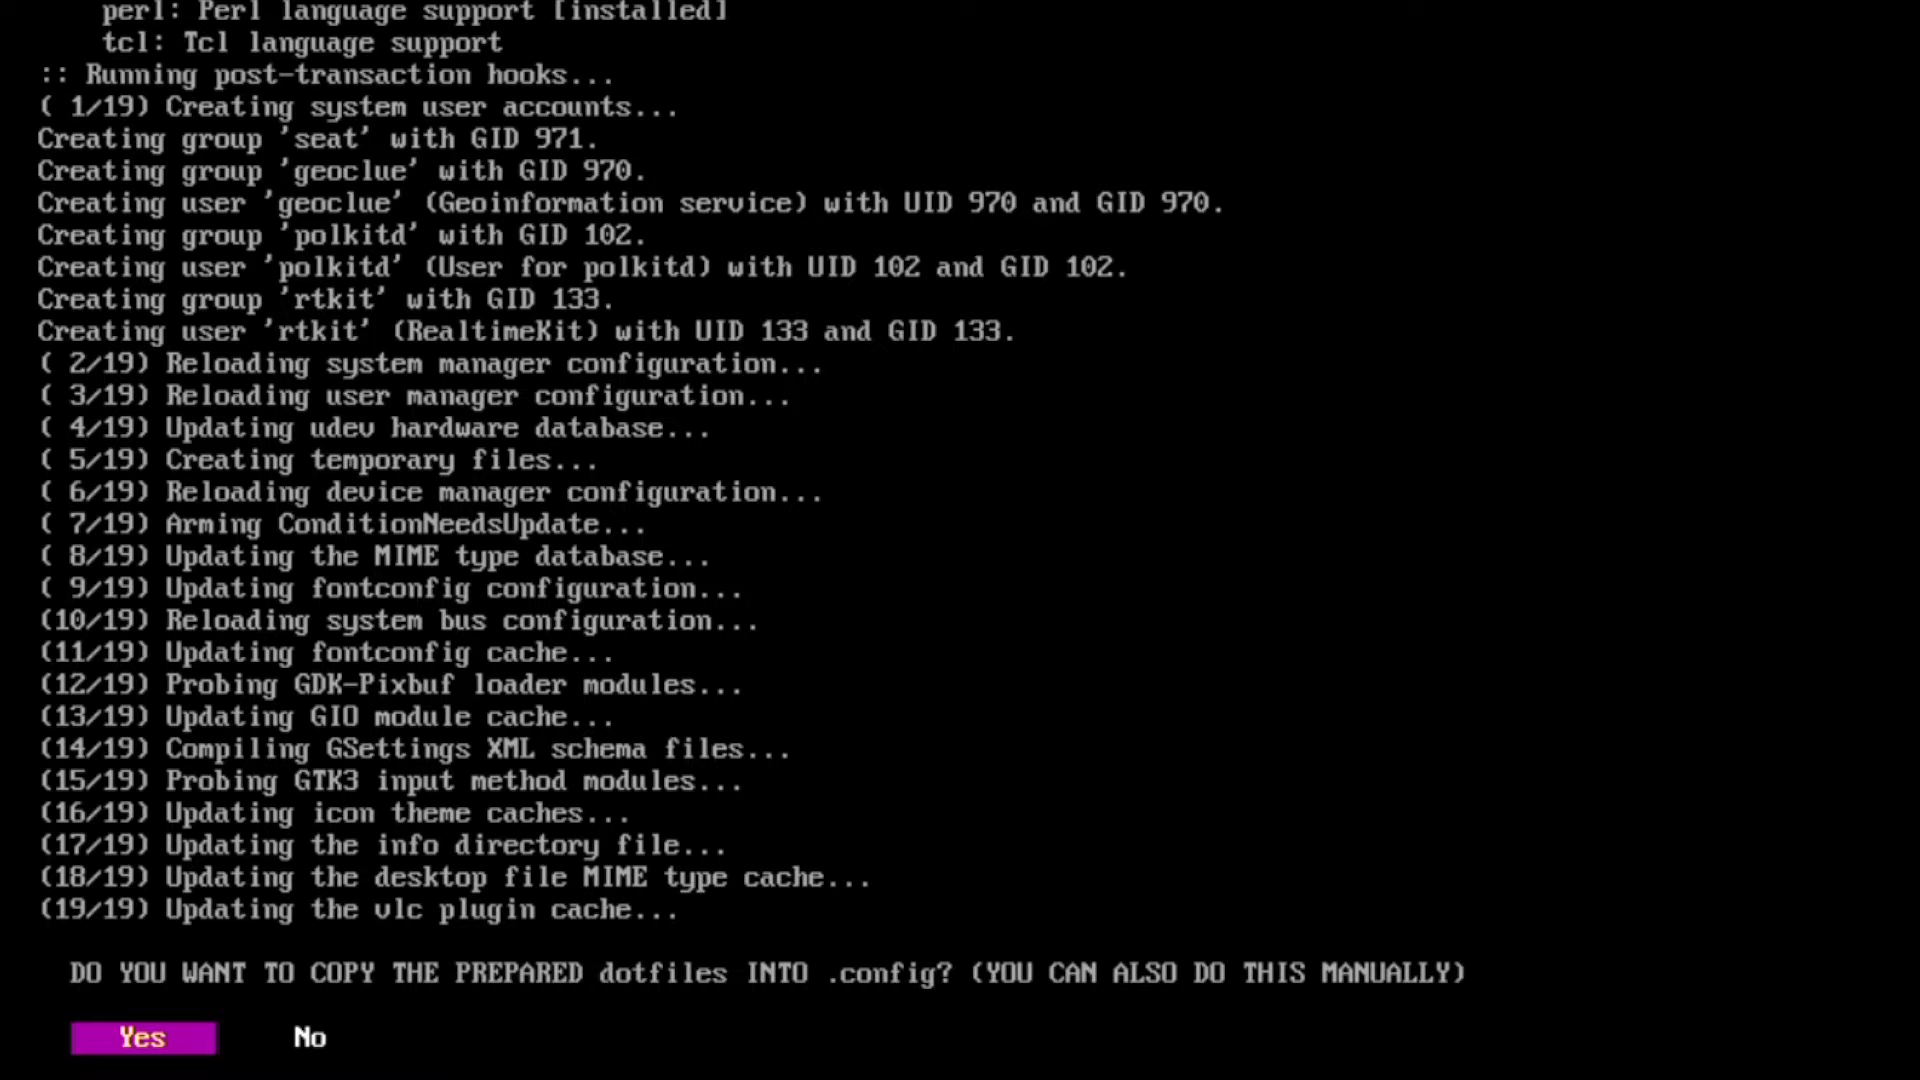 perl: Perl language support [installed]
tcl: Tcl language support
:: Running post-transaction hooks...
( 1/19) Creating system user accounts...
Creating group 'seat' with GID 971.
Creating group 'geoclue' with GID 970.
Creating user 'geoclue' (Geoinformation service) with UID 970 and GID 970.
Creating group 'polkitd' with GID 102.
Creating user 'polkitd' (User for polkitd) with UID 102 and GID 102.
Creating group 'rtkit' with GID 133.
Creating user 'rtkit' (RealtimeKit) with UID 133 and GID 133.
( 2/19) Reloading system manager configuration...
( 3/19) Reloading user manager configuration...
( 4/19) Updating udev hardware database...
( 5/19) Creating temporary files...
( 6/19) Reloading device manager configuration...
( 7/19) Arming ConditionNeedsUpdate...
( 8/19) Updating the MIME type database...
( 9/19) Updating fontconfig configuration...
(10/19) Reloading system bus configuration...
(11/19) Updating fontconfig cache...
(12/19) Probing GDK-Pixbuf loader modules...
(13/19) Updating GIO module cache...
(14/19) Compiling GSettings XML schema files...
(15/19) Probing GTK3 input method modules...
(16/19) Updating icon theme caches...
(17/19) Updating the info directory file...
(18/19) Updating the desktop file MIME type cache...
(19/19) Updating the vlc plugin cache...
DO YOU WANT TO COPY THE PREPARED dotfiles INTO .config? (YOU CAN ALSO DO THIS MANUALLY)
Yes No